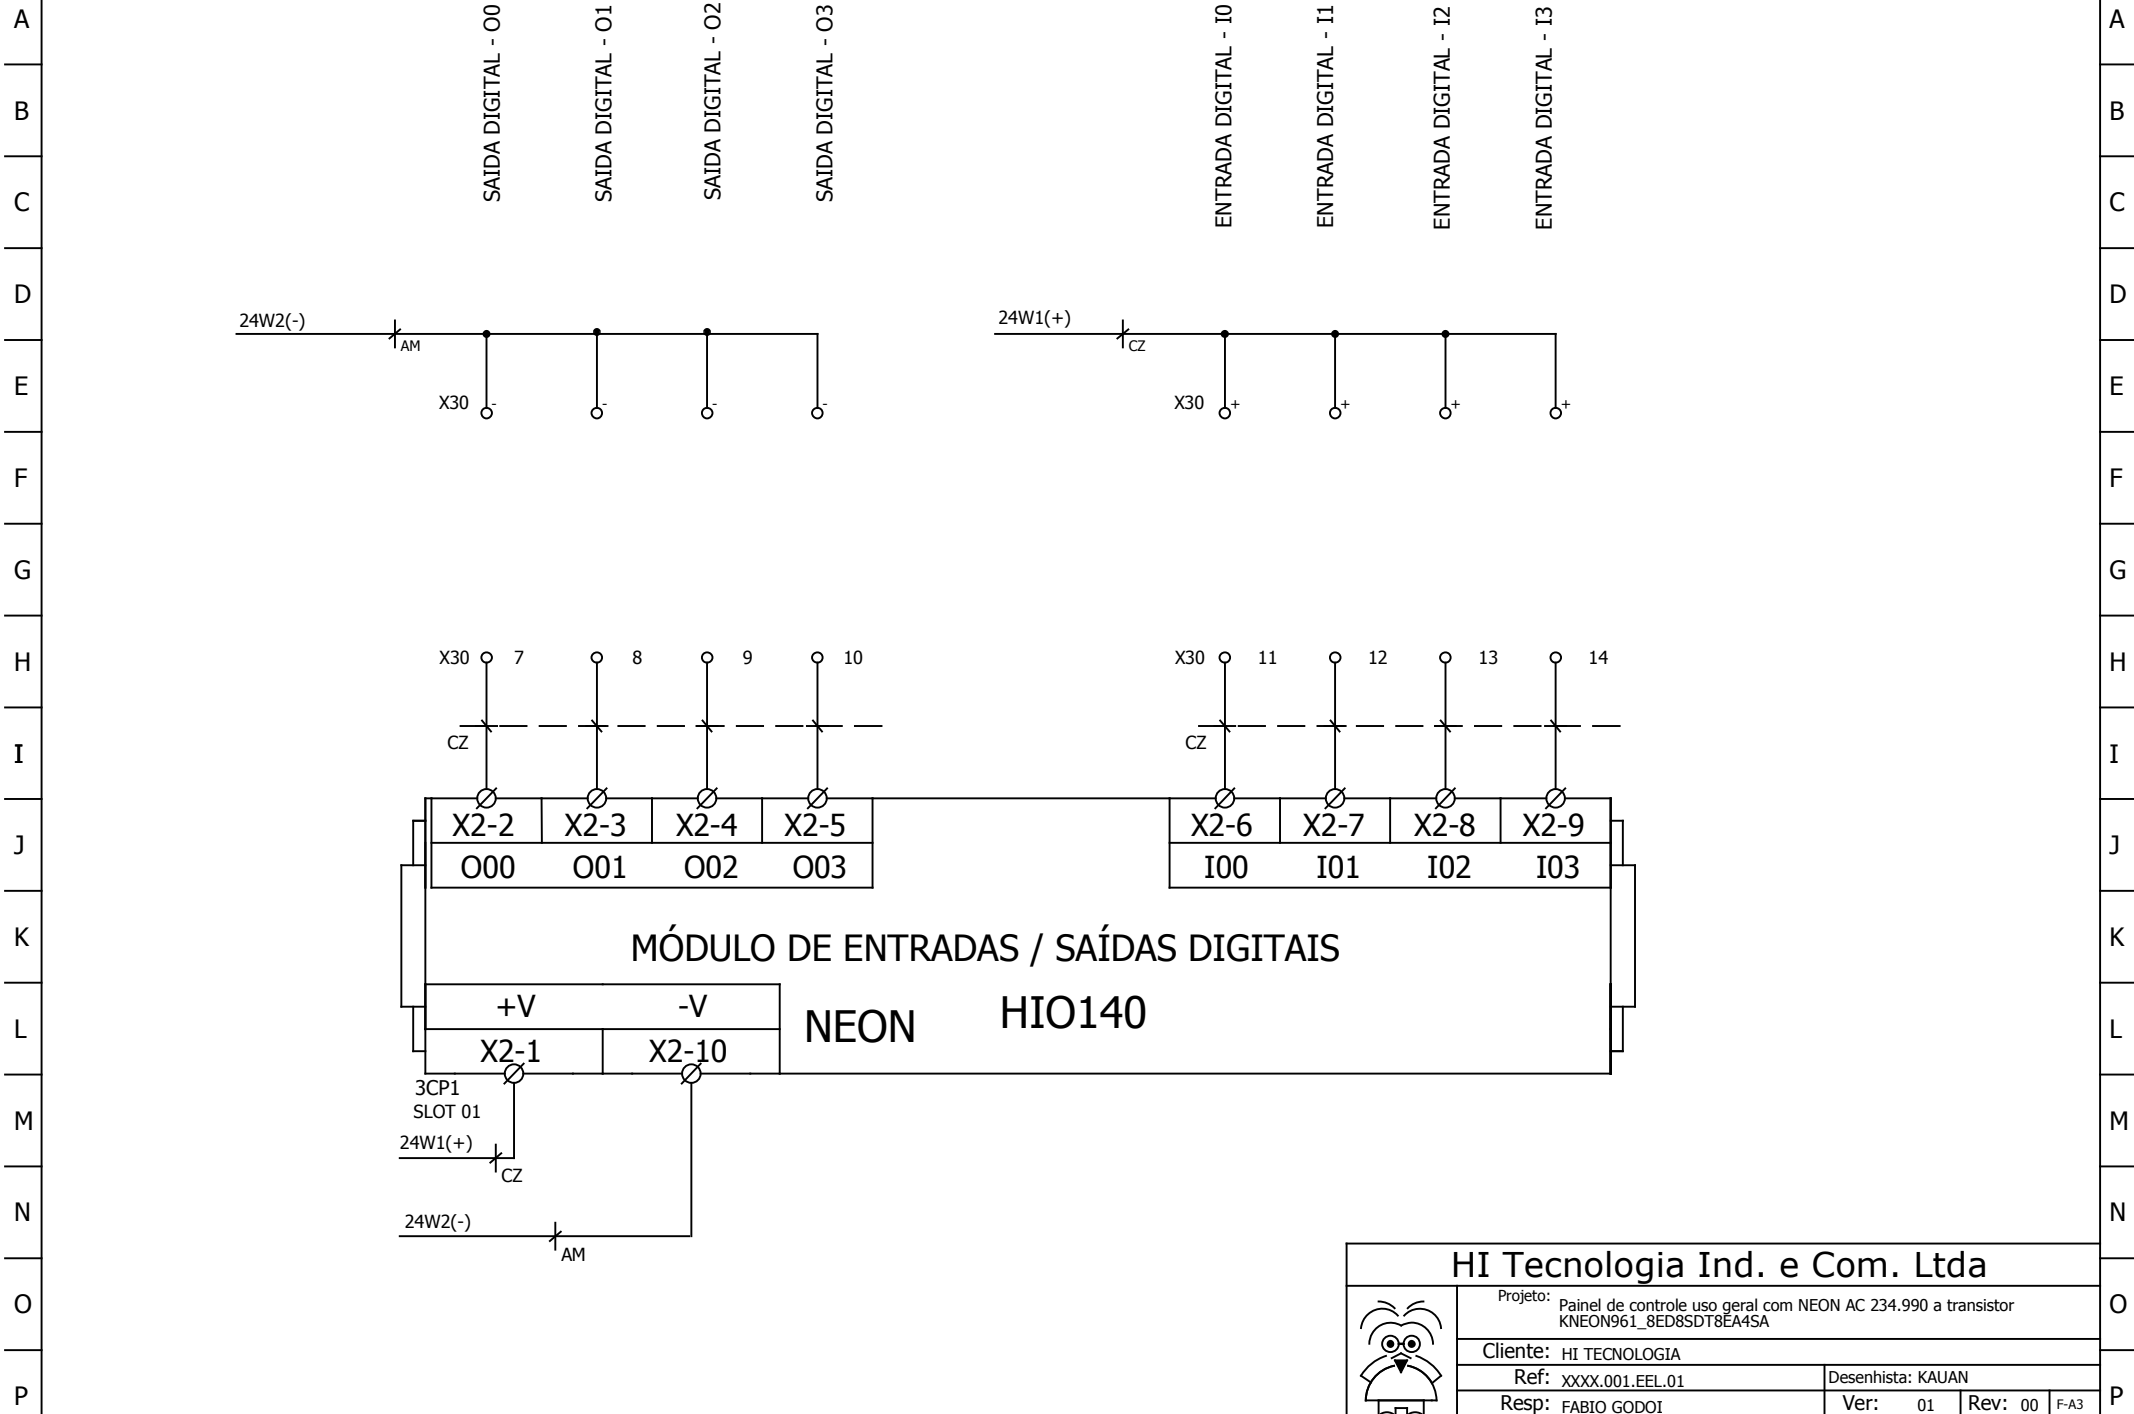 A
B
C
D
E
F
G
H
I
J
K
L
M
N
O
P
SAIDA DIGITAL - O0
SAIDA DIGITAL - O1
SAIDA DIGITAL - O2
SAIDA DIGITAL - O3
ENTRADA DIGITAL - I0
ENTRADA DIGITAL - I1
ENTRADA DIGITAL - I2
ENTRADA DIGITAL - I3
24W2(-)
AM
X30 - - - -
24W1(+)
CZ
X30 + + + +
X30 7 8 9 10
CZ
X30 11 12 13 14
CZ
X2-2 X2-3 X2-4 X2-5
O00 O01 O02 O03
X2-6 X2-7 X2-8 X2-9
I00 I01 I02 I03
MÓDULO DE ENTRADAS / SAÍDAS DIGITAIS
NEON HIO140
+V -V
X2-1 X2-10
3CP1
SLOT 01
24W1(+)
CZ
24W2(-)
AM
HI Tecnologia Ind. e Com. Ltda
Projeto: Painel de controle uso geral com NEON AC 234.990 a transistor
KNEON961_8ED8SDT8EA4SA
Cliente: HI TECNOLOGIA
Ref: XXXX.001.EEL.01 Desenhista: KAUAN
Resp: FABIO GODOI Ver: 01 Rev: 00 F-A3
A
B
C
D
E
F
G
H
I
J
K
L
M
N
O
P